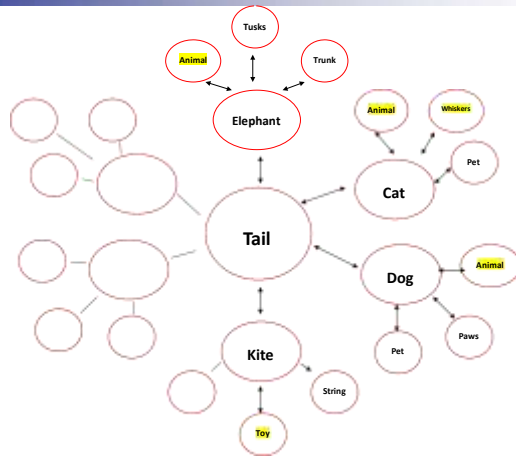 Tusks
Animal
Trunk
Elephant
Animal
Whiskers
Pet
Cat
Tail
Animal
Dog
Paws
Pet
Kite
String
Toy